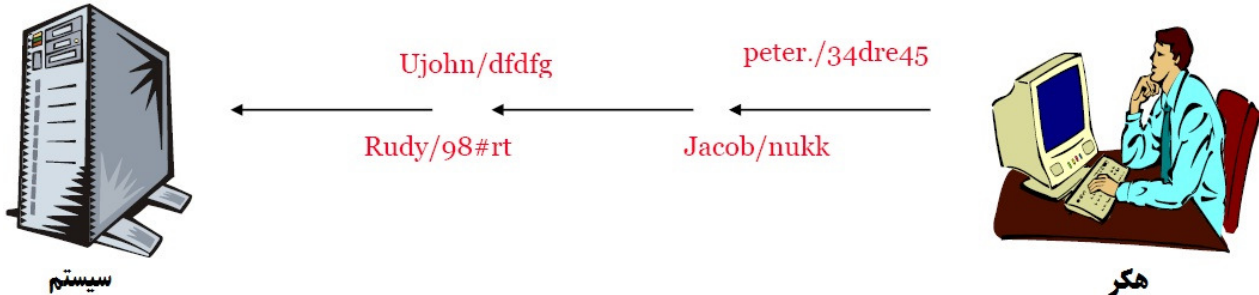 peter./34dre45
Ujohn/dfdfg
Rudy/98#rt
Jacob/nukk
سیستم
هکر